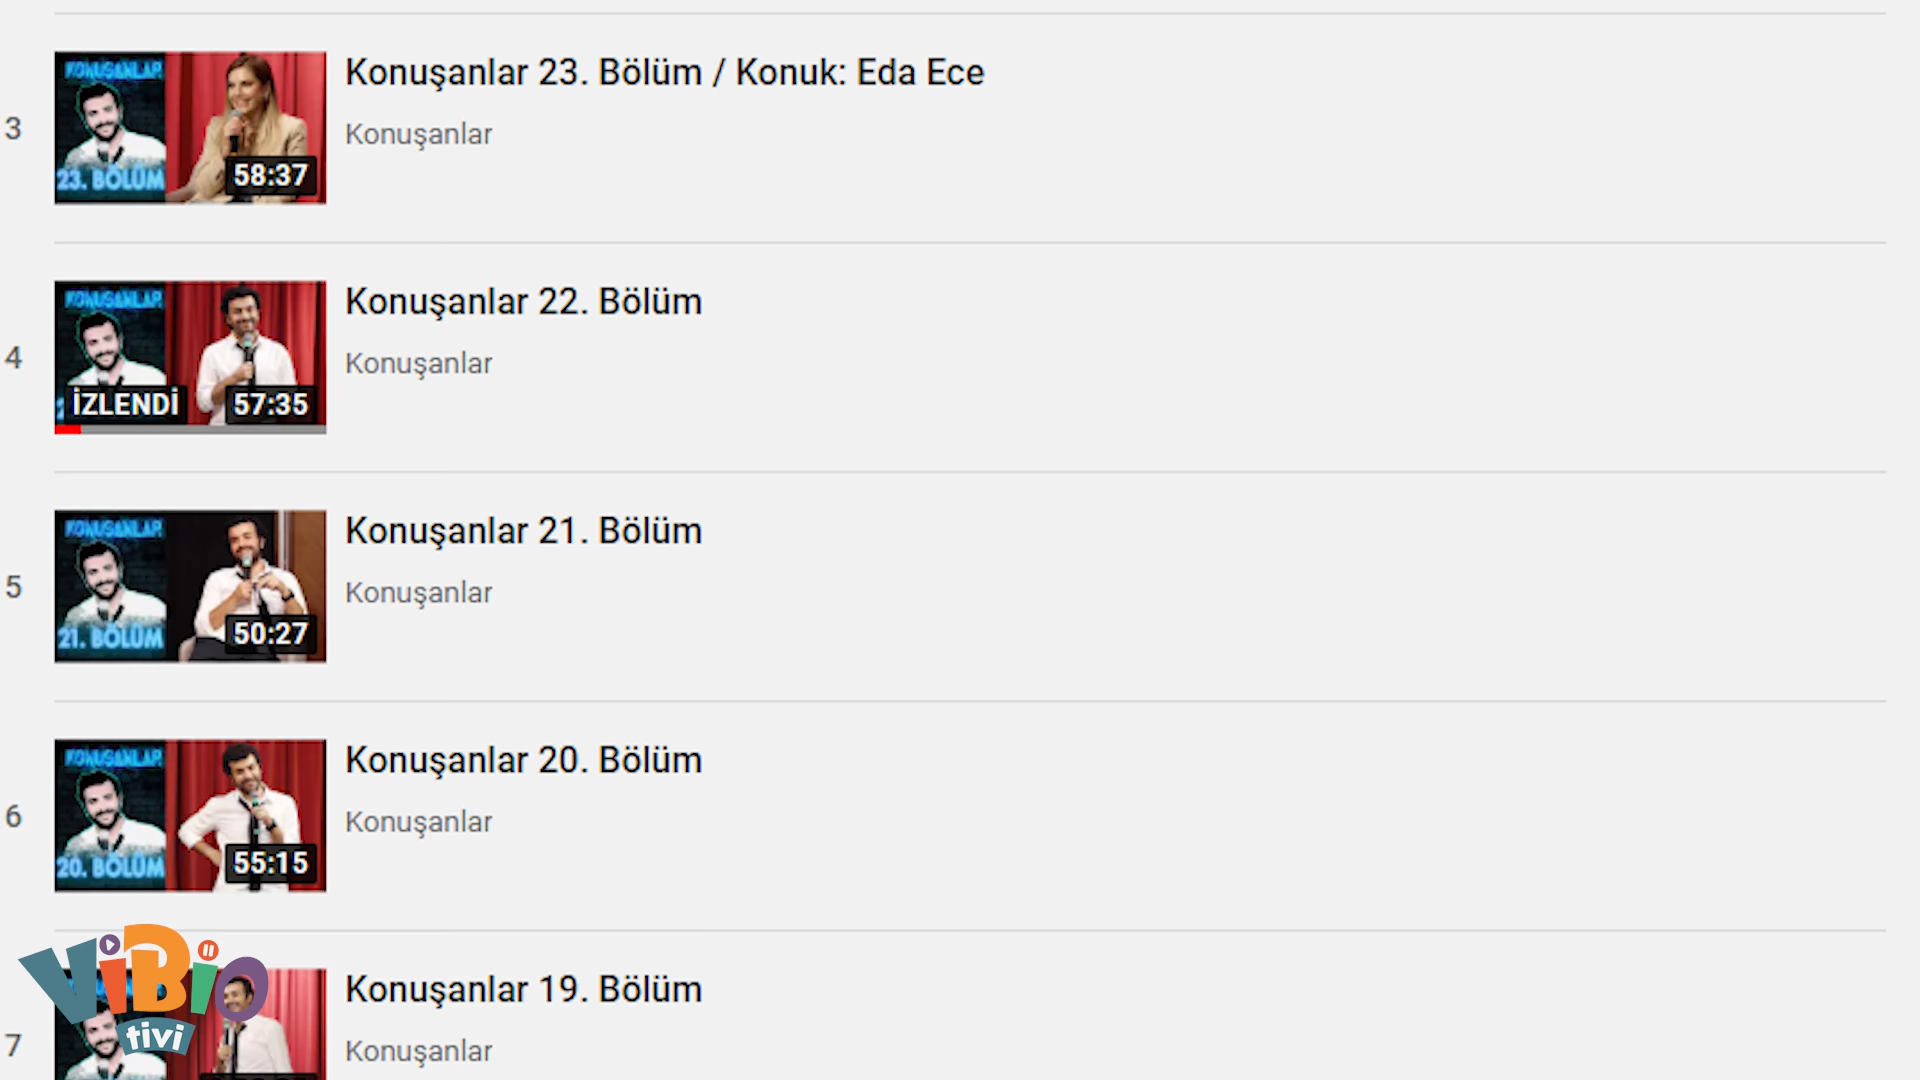 3
KONUŞANLAR
23. BÖLÜM
58:37
Konuşanlar 23. Bölüm / Konuk: Eda Ece
Konuşanlar
4
KONUŞANLAR
İZLENDİ
57:35
Konuşanlar 22. Bölüm
Konuşanlar
5
KONUŞANLAR
21. BÖLÜM
50:27
Konuşanlar 21. Bölüm
Konuşanlar
6
KONUŞANLAR
20. BÖLÜM
55:15
Konuşanlar 20. Bölüm
Konuşanlar
7
ViBiO
tivi
Konuşanlar 19. Bölüm
Konuşanlar